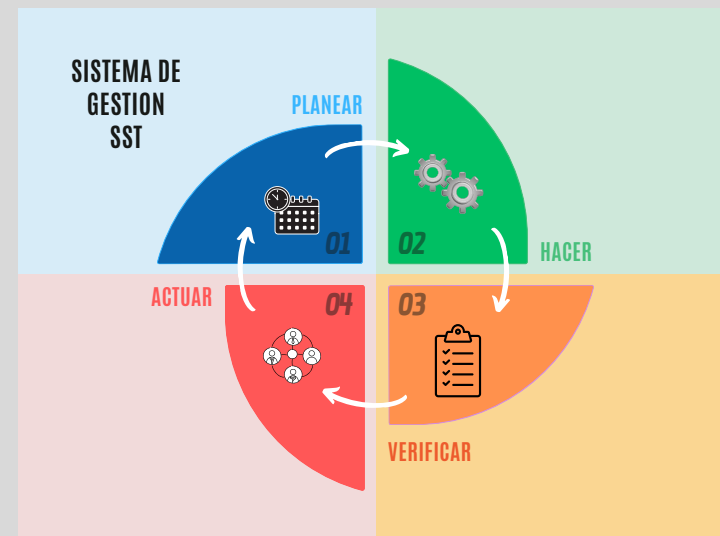 SISTEMA DE
GESTION
SST
PLANEAR
01
02
HACER
ACTUAR
04
03
VERIFICAR